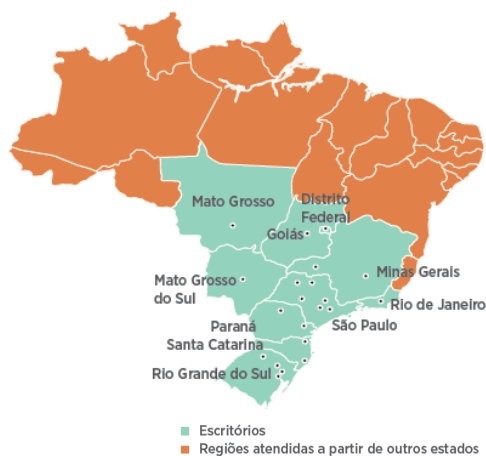 Mato Grosso
Distrito
Federal
Goiás
Mato Grosso
do Sul
Minas Gerais
Rio de Janeiro
São Paulo
Paraná
Santa Catarina
Rio Grande do Sul
Escritórios
Regiões atendidas a partir de outros estados